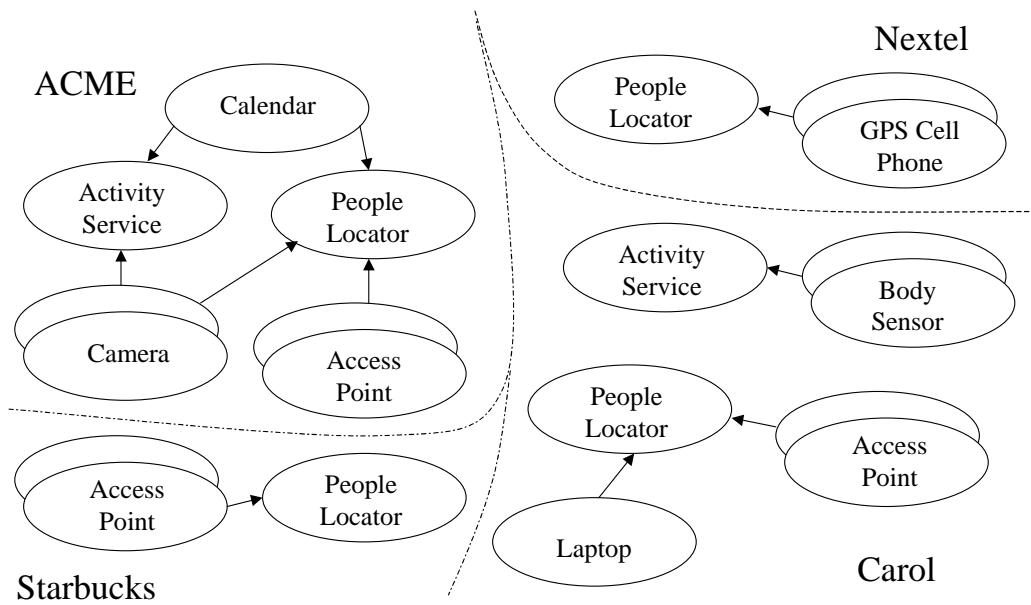 ACME
Calendar
Activity
Service
People
Locator
Camera
Access
Point
Nextel
People
Locator
GPS Cell
Phone
Activity
Service
Body
Sensor
People
Locator
Access
Point
Laptop
Carol
Access
Point
People
Locator
Starbucks